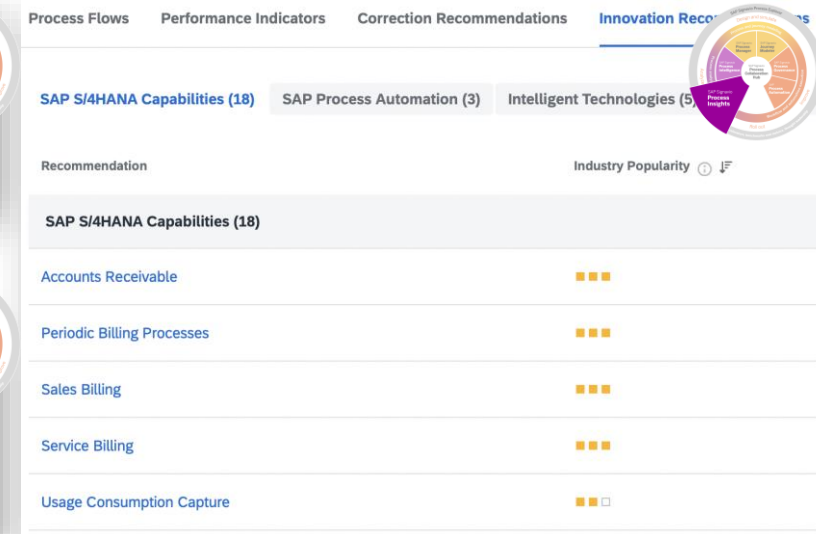 Process Flows Performance Indicators Correction Recommendations Innovation Reco
SAP S/4HANA Capabilities (18) SAP Process Automation (3) Intelligent Technologies (5)
Recommendation Industry Popularity
SAP S/4HANA Capabilities (18)
Accounts Receivable
Periodic Billing Processes
Sales Billing
Service Billing
Usage Consumption Capture
Process
Insights